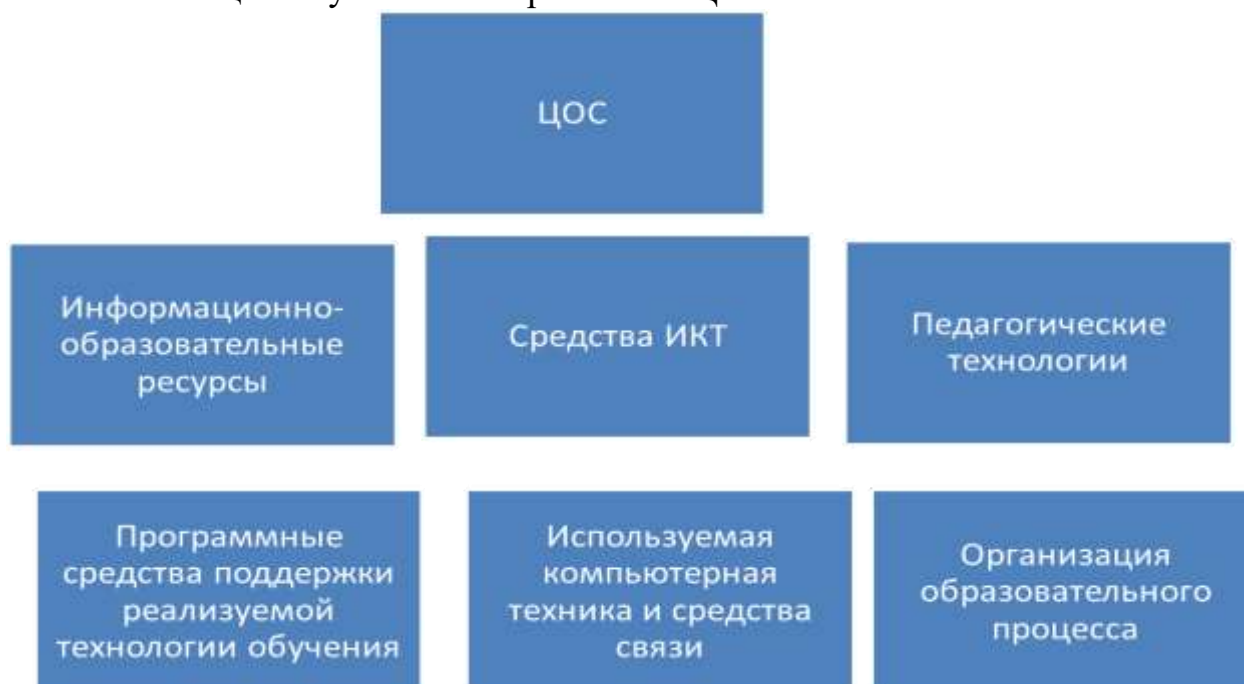 ЦОС
Информационно-
образовательные
ресурсы
Средства ИКТ
Педагогические
технологии
Программные
средства поддержки
реализуемой
технологии обучения
Используемая
компьютерная
техника и средства
связи
Организация
образовательного
процесса